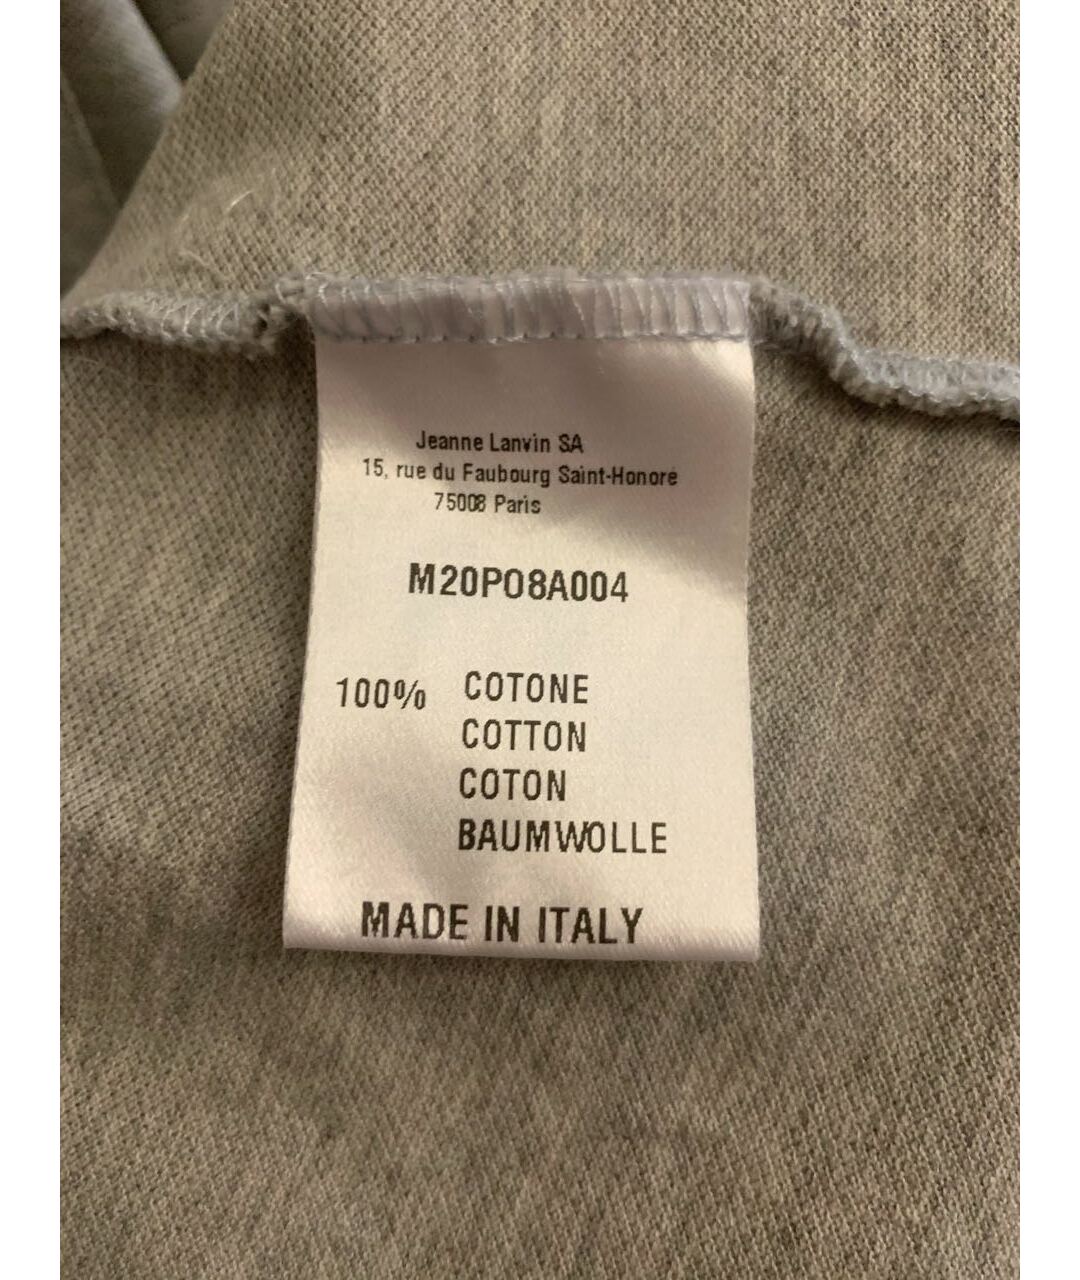 Jeanne Lanvin SA
15, rue du Faubourg Saint-Honore
75008 Paris
M20PO8A004
100% COTONE
COTTON
COTON
BAUMWOLLE
MADE IN ITALY